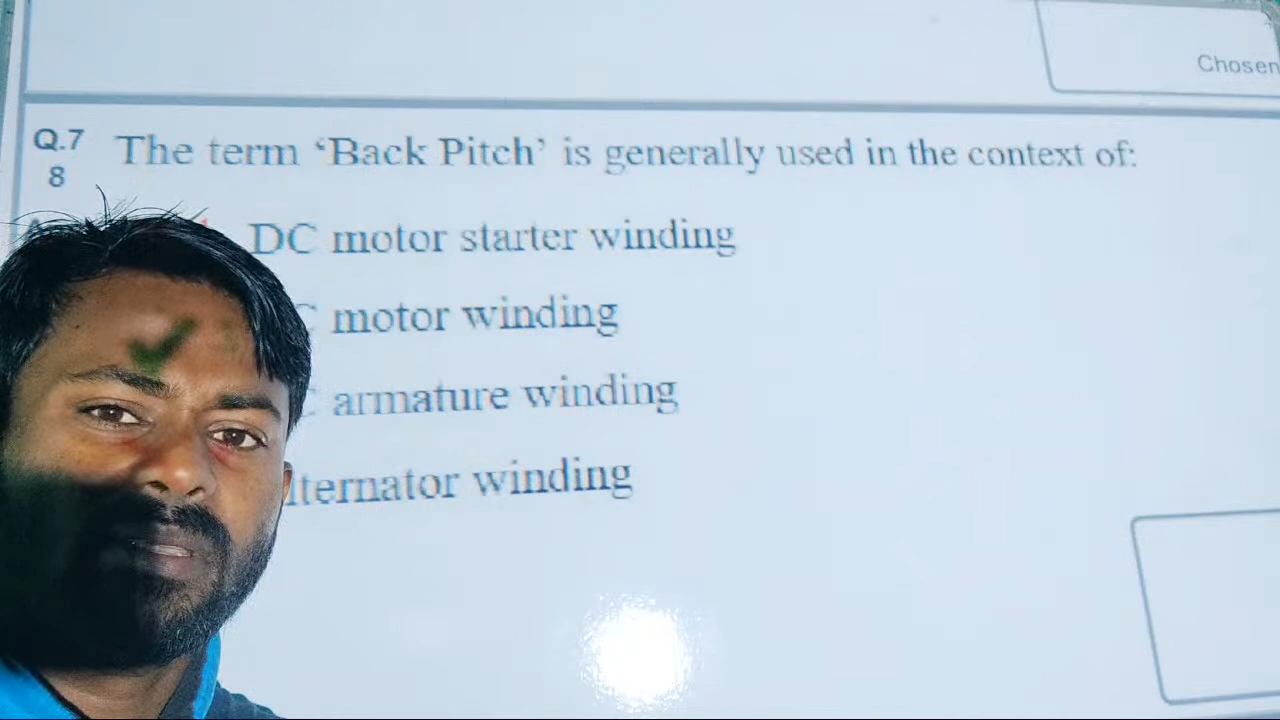 Chosen
Q.7
8
The term ‘Back Pitch’ is generally used in the context of:
DC motor starter winding
motor winding
armature winding
lternator winding